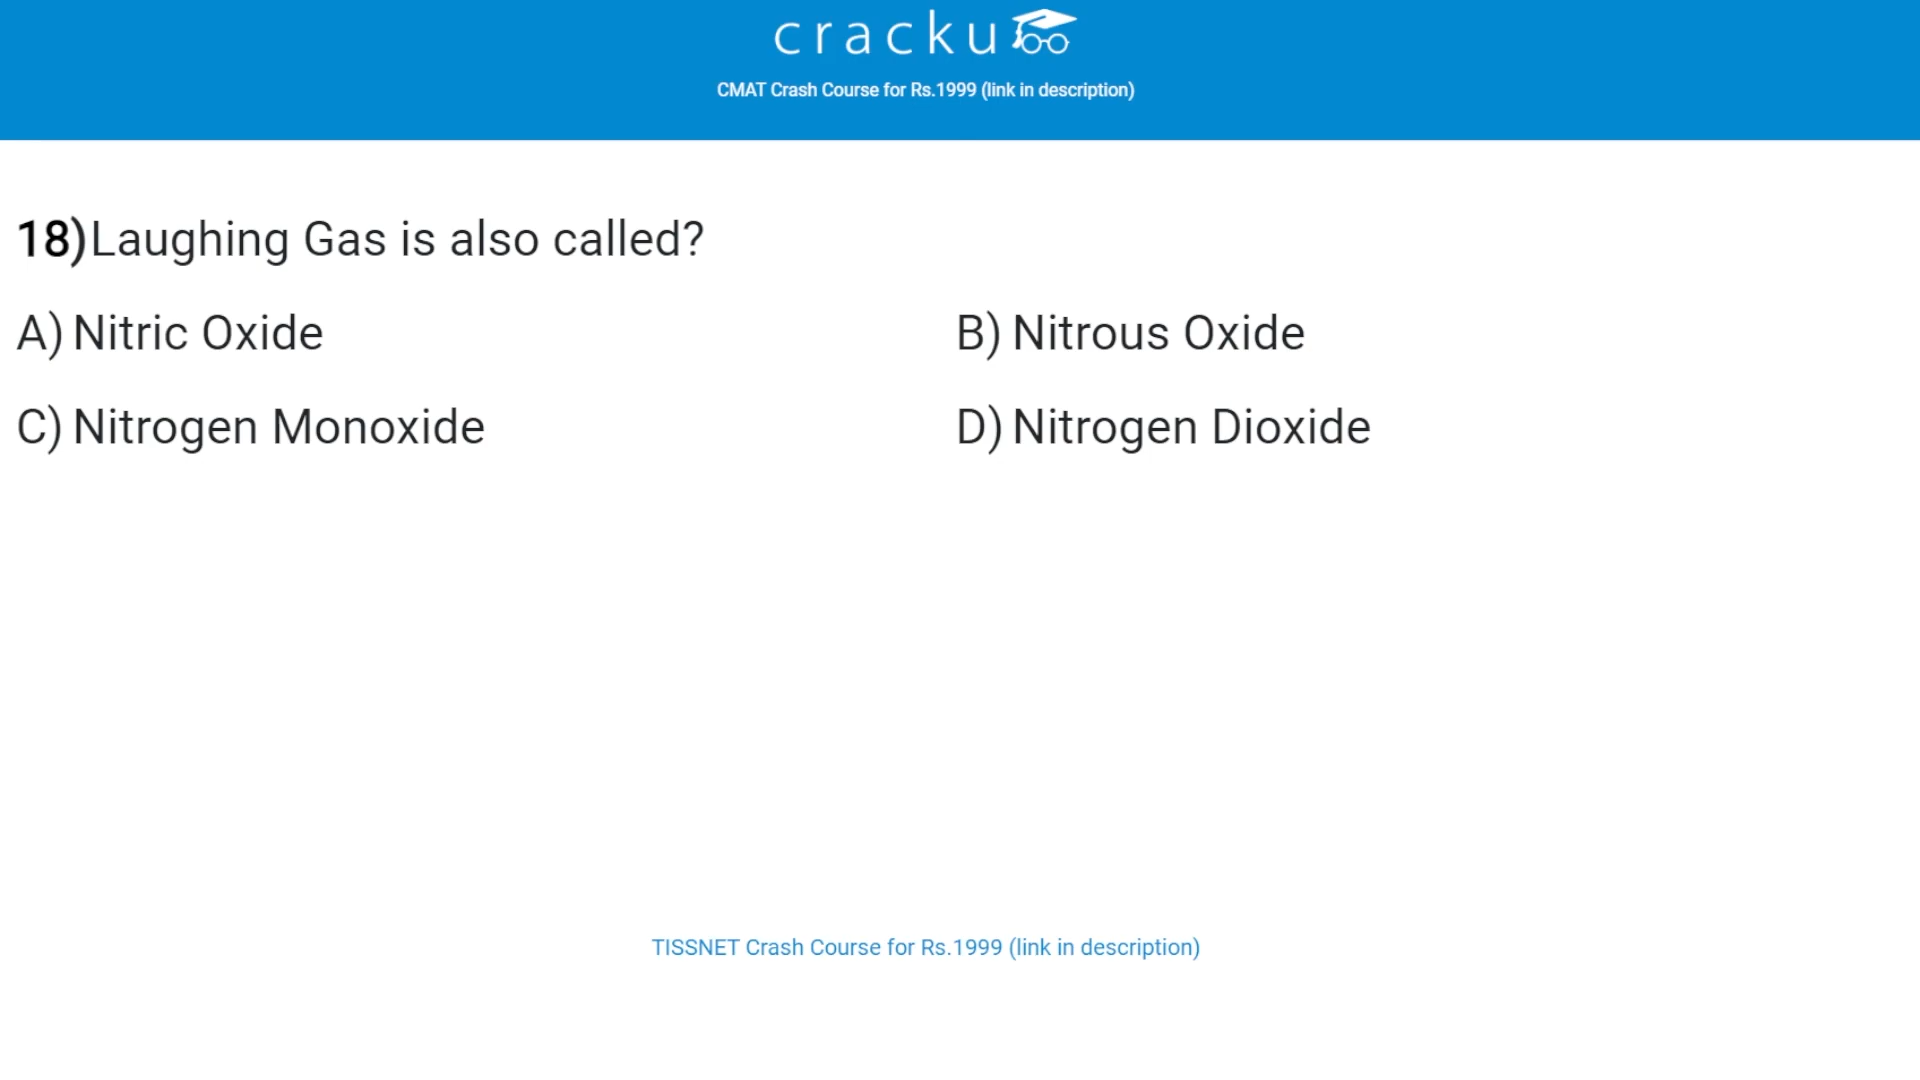 cracku
CMAT Crash Course for Rs.1999 (link in description)
18)Laughing Gas is also called?
A) Nitric Oxide
B) Nitrous Oxide
C) Nitrogen Monoxide
D) Nitrogen Dioxide
TISSNET Crash Course for Rs.1999 (link in description)